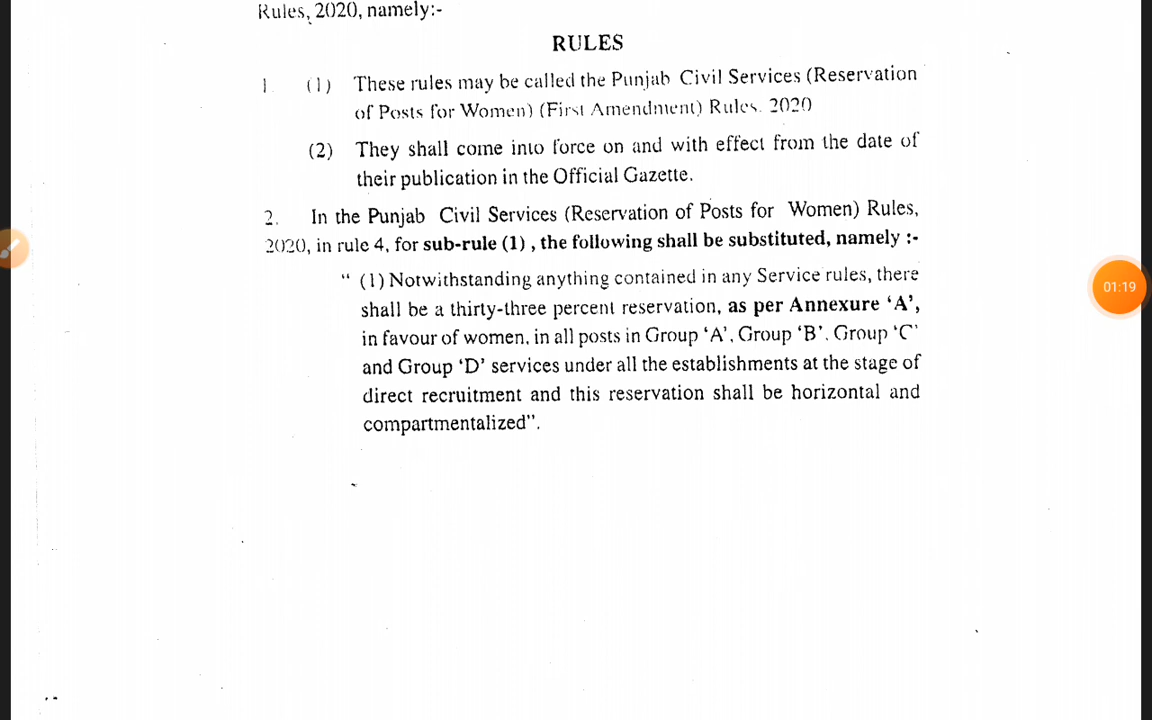 Rules, 2020, namely:-
RULES
1. (1) These rules may be called the Punjab Civil Services (Reservation
of Posts for Women) (First Amendment) Rules. 2020
(2) They shall come into force on and with effect from the date of
their publication in the Official Gazette.
2. In the Punjab Civil Services (Reservation of Posts for Women) Rules,
2020, in rule 4, for sub-rule (1) , the following shall be substituted, namely :-
“ (1) Notwithstanding anything contained in any Service rules, there
shall be a thirty-three percent reservation, as per Annexure ‘A’,
in favour of women, in all posts in Group ‘A’, Group ‘B’. Group ‘C’
and Group ‘D’ services under all the establishments at the stage of
direct recruitment and this reservation shall be horizontal and
compartmentalized”.
01:19